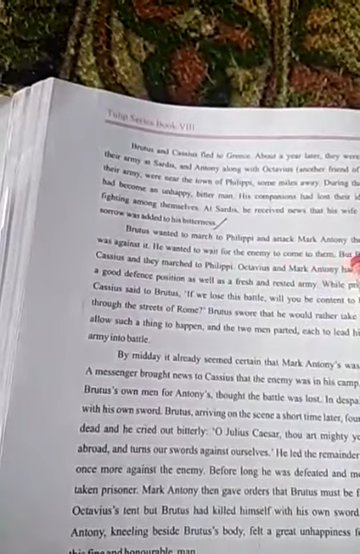 Tulip Series Book-VIII
Brutus and Cassius fled to Greece. About a year later, they were
their army at Sardis, and Antony along with Octavius (another friend of
their army, were near the town of Philippi, some miles away. During th
had become an unhappy, bitter man. His companions had lost their id
fighting among themselves. At Sardis, he received news that his wife
sorrow was added to his bitterness.
Brutus wanted to march to Philippi and attack Mark Antony th
was against it. He wanted to wait for the enemy to come to them. But
Cassius and they marched to Philippi. Octavius and Mark Antony ha
a good defence position as well as a fresh and rested army. While pri
Cassius said to Brutus, 'If we lose this battle, will you be content to
through the streets of Rome?' Brutus swore that he would rather take
allow such a thing to happen, and the two men parted, each to lead hi
army into battle.
By midday it already seemed certain that Mark Antony's was
A messenger brought news to Cassius that the enemy was in his camp.
Brutus's own men for Antony's, thought the battle was lost. In despa
with his own sword. Brutus, arriving on the scene a short time later, fou
dead and he cried out bitterly: 'O Julius Caesar, thou art mighty ye
abroad, and turns our swords against ourselves.' He led the remainder
once more against the enemy. Before long he was defeated and m
taken prisoner. Mark Antony then gave orders that Brutus must be f
Octavius's tent but Brutus had killed himself with his own sword
Antony, kneeling beside Brutus's body, felt a great unhappiness f
this fine and honourable man.